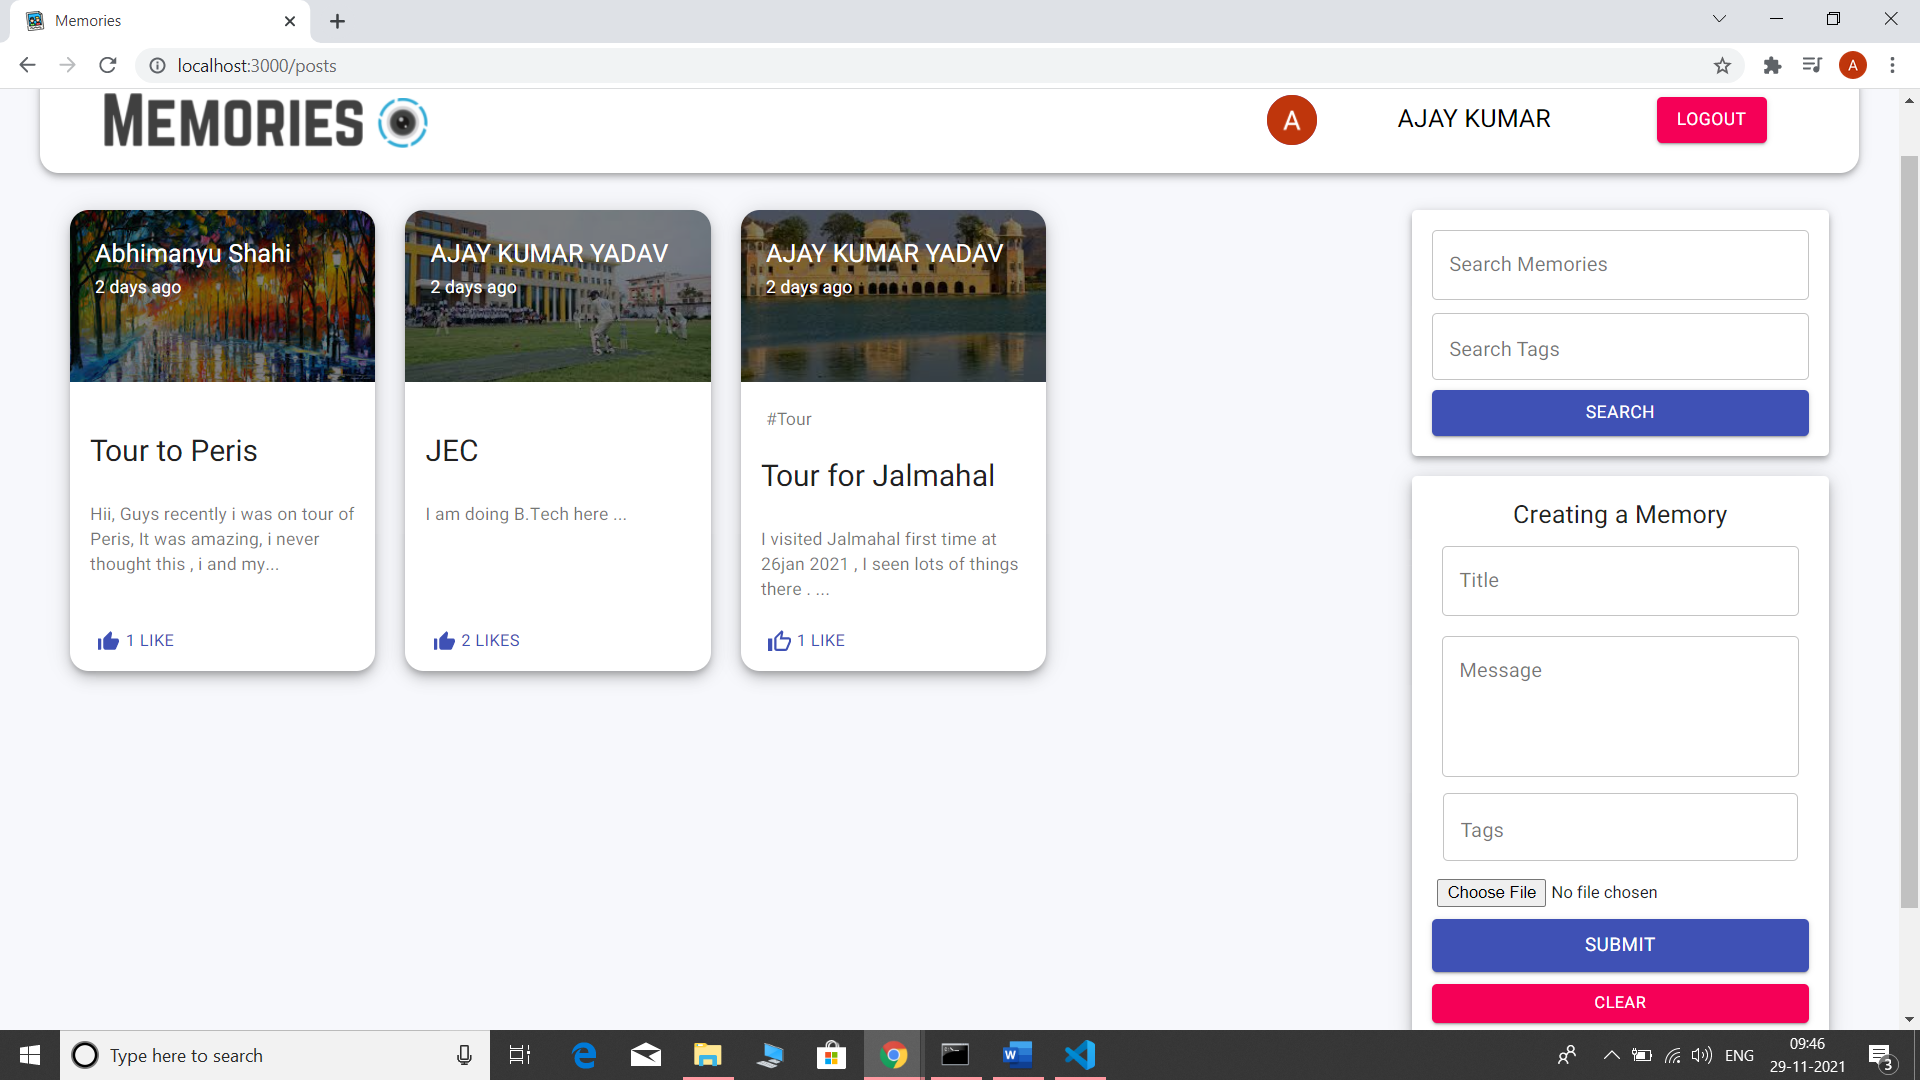 Memories
localhost:3000/posts
A
MEMORIES
A
AJAY KUMAR
LOGOUT
Abhimanyu Shahi
2 days ago
Tour to Peris
Hii, Guys recently i was on tour of
Peris, It was amazing, i never
thought this , i and my...
1 LIKE
AJAY KUMAR YADAV
2 days ago
JEC
I am doing B.Tech here ...
2 LIKES
AJAY KUMAR YADAV
2 days ago
#Tour
Tour for Jalmahal
I visited Jalmahal first time at
26jan 2021 , I seen lots of things
there . ...
1 LIKE
Search Memories
Search Tags
SEARCH
Creating a Memory
Title
Message
Tags
Choose File No file chosen
SUBMIT
CLEAR
Type here to search
W
ENG
09:46
29-11-2021
3